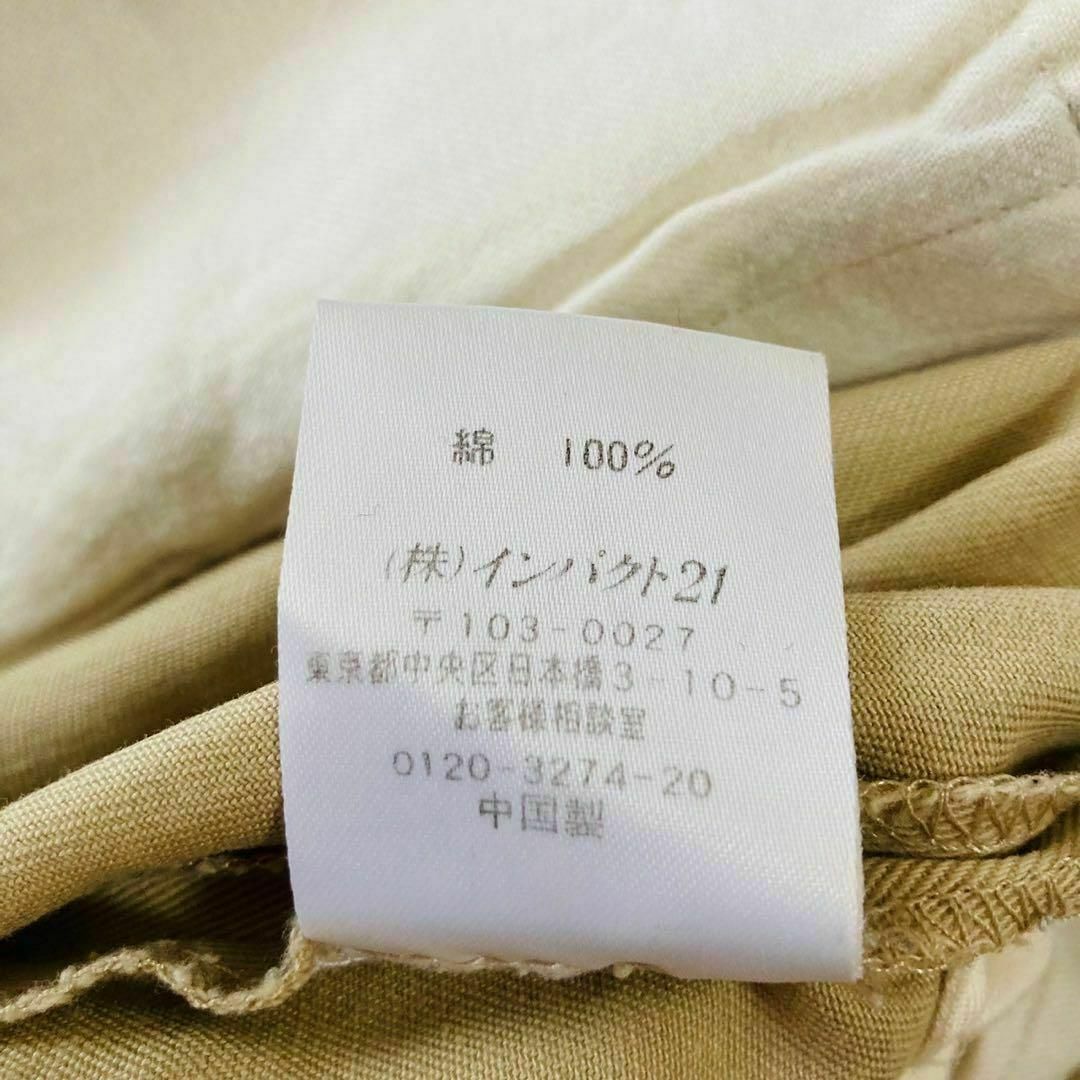 綿 100%
(株)インパクト21
〒103-0027
東京都中央区日本橋3-10-5
お客様相談室
0120-3274-20
中国製